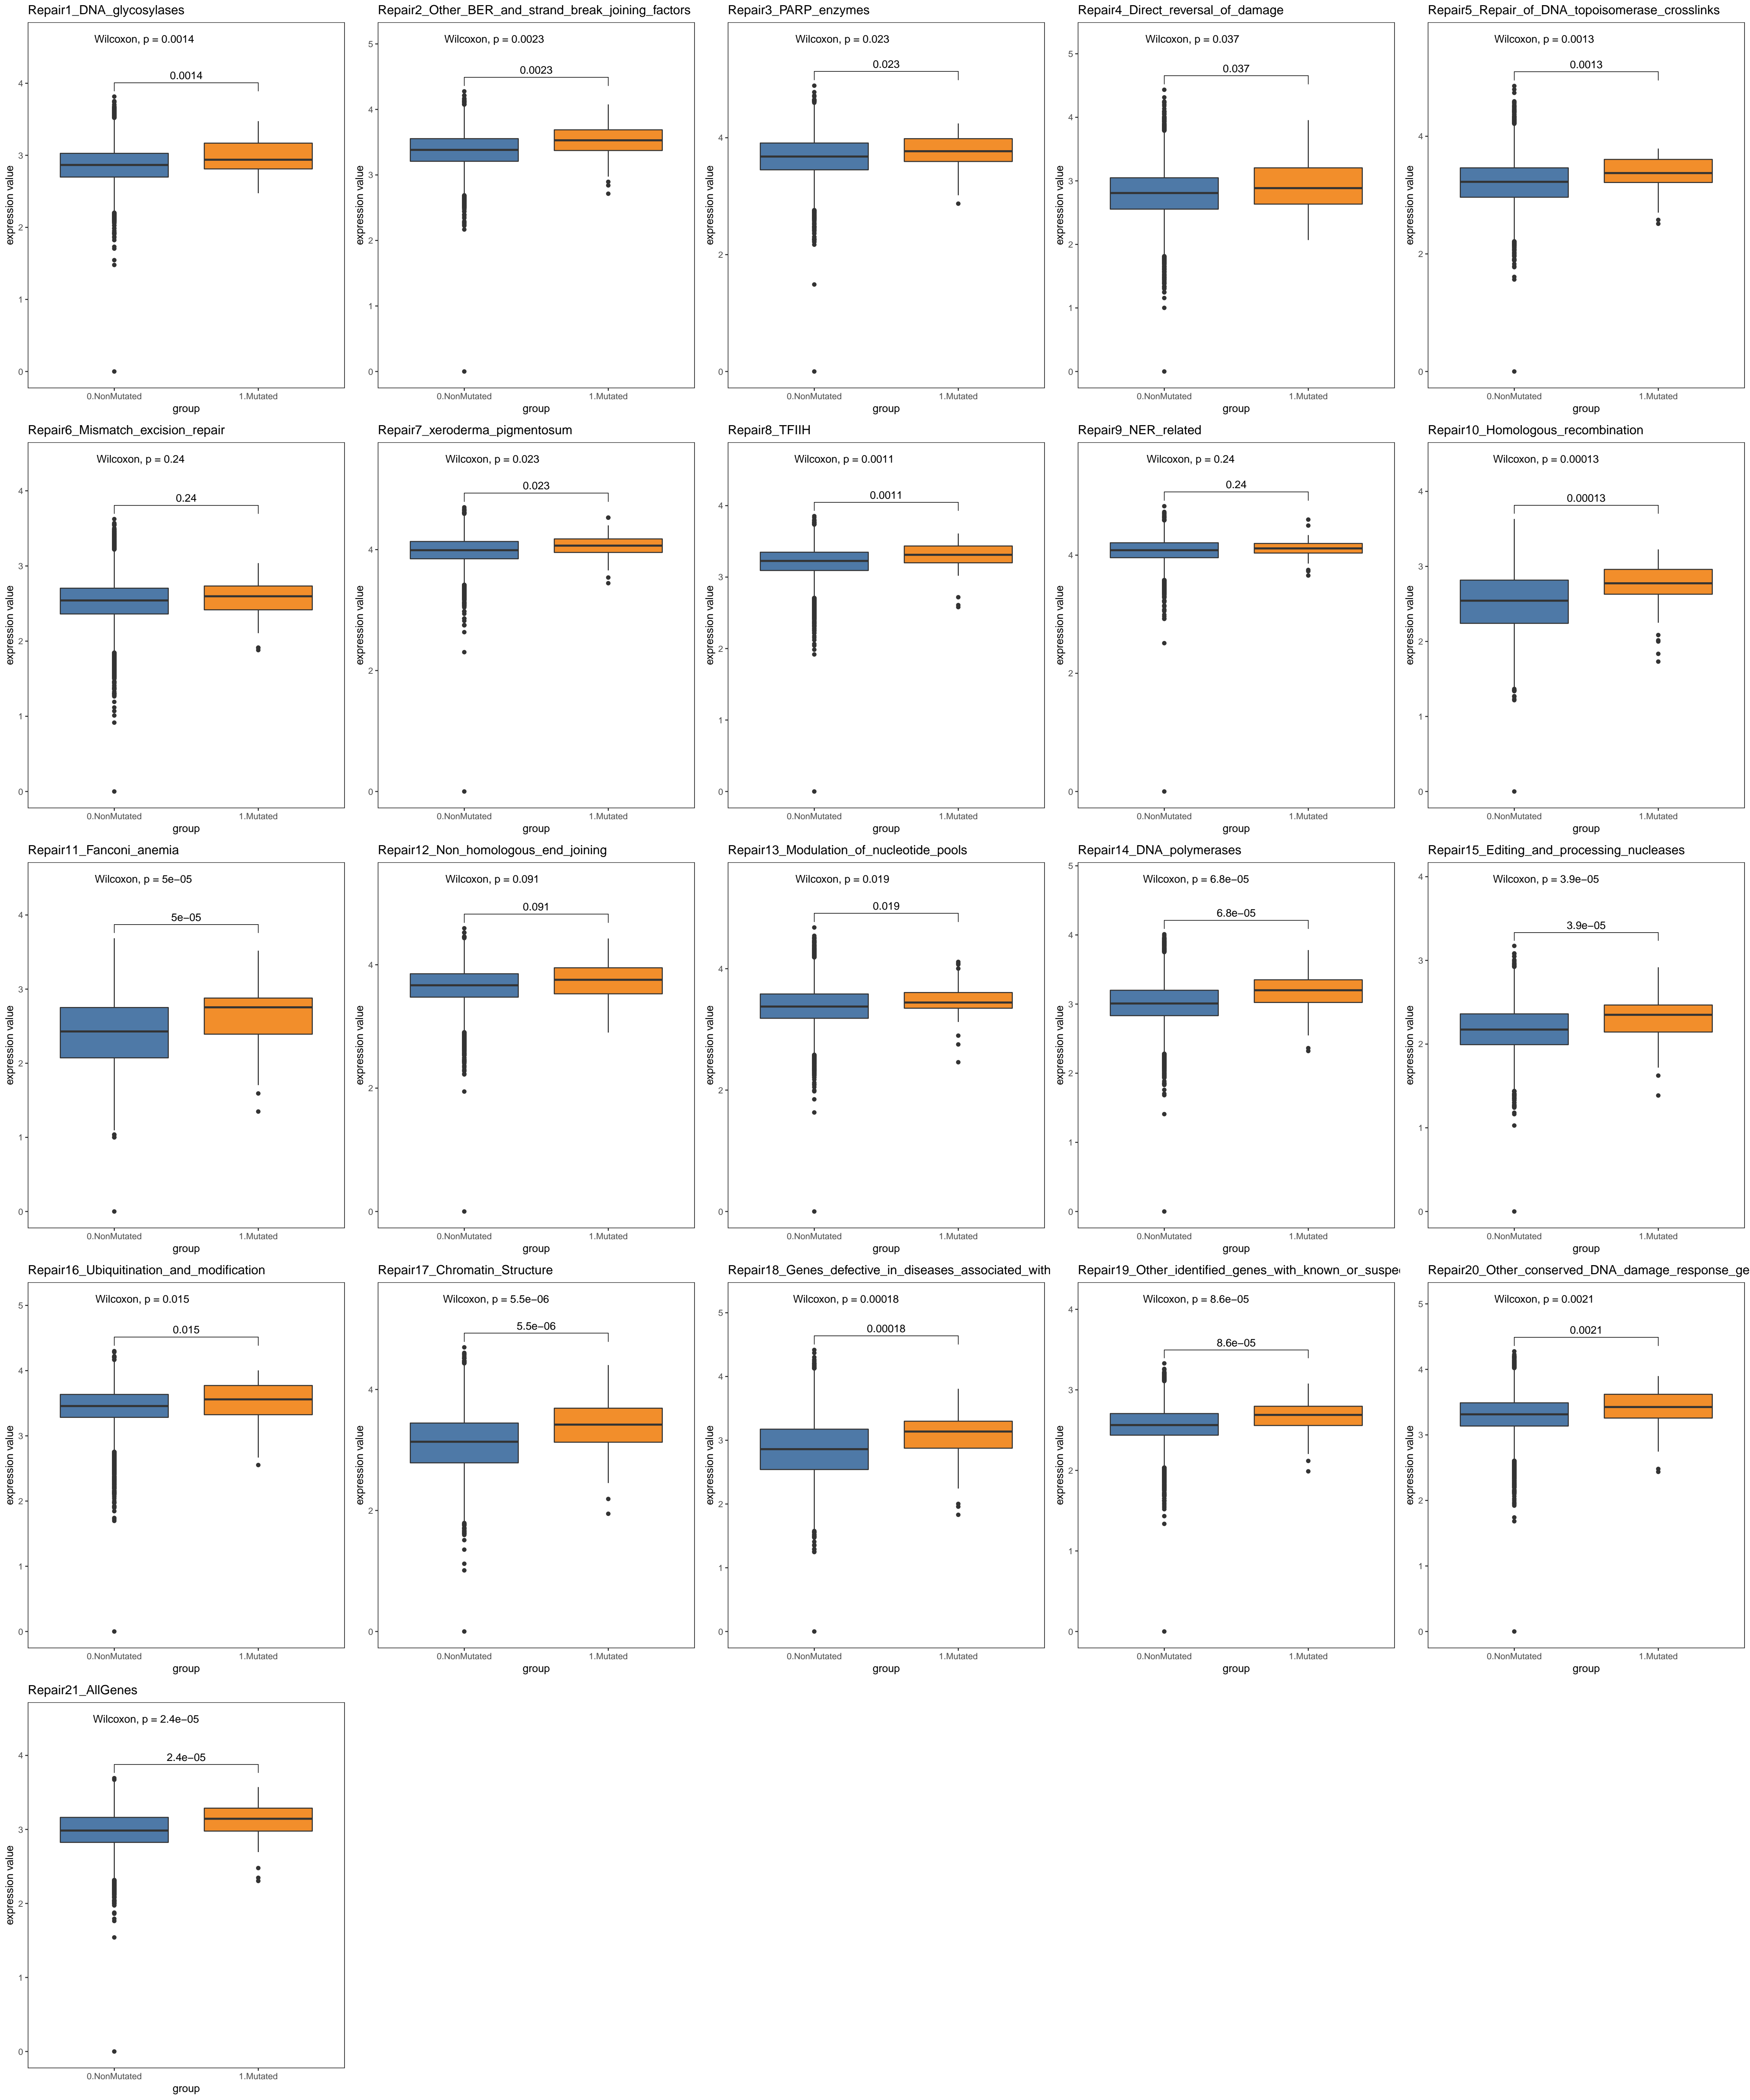 Repair1_DNA_glycosylases
Wilcoxon, p = 0.0014
0.0014
4
3
2
1
0
expression value
0.NonMutated 1.Mutated
group
Repair2_Other_BER_and_strand_break_joining_factors
Wilcoxon, p = 0.0023
0.0023
5
4
3
2
1
0
expression value
0.NonMutated 1.Mutated
group
Repair3_PARP_enzymes
Wilcoxon, p = 0.023
0.023
4
2
0
expression value
0.NonMutated 1.Mutated
group
Repair4_Direct_reversal_of_damage
Wilcoxon, p = 0.037
0.037
5
4
3
2
1
0
expression value
0.NonMutated 1.Mutated
group
Repair5_Repair_of_DNA_topoisomerase_crosslinks
Wilcoxon, p = 0.0013
0.0013
4
2
0
expression value
0.NonMutated 1.Mutated
group
Repair6_Mismatch_excision_repair
Wilcoxon, p = 0.24
0.24
4
3
2
1
0
expression value
0.NonMutated 1.Mutated
group
Repair7_xeroderma_pigmentosum
Wilcoxon, p = 0.023
0.023
4
2
0
expression value
0.NonMutated 1.Mutated
group
Repair8_TFIIH
Wilcoxon, p = 0.0011
0.0011
4
3
2
1
0
expression value
0.NonMutated 1.Mutated
group
Repair9_NER_related
Wilcoxon, p = 0.24
0.24
4
2
0
expression value
0.NonMutated 1.Mutated
group
Repair10_Homologous_recombination
Wilcoxon, p = 0.00013
0.00013
4
3
2
1
0
expression value
0.NonMutated 1.Mutated
group
Repair11_Fanconi_anemia
Wilcoxon, p = 5e−05
5e−05
4
3
2
1
0
expression value
0.NonMutated 1.Mutated
group
Repair12_Non_homologous_end_joining
Wilcoxon, p = 0.091
0.091
4
2
0
expression value
0.NonMutated 1.Mutated
group
Repair13_Modulation_of_nucleotide_pools
Wilcoxon, p = 0.019
0.019
4
2
0
expression value
0.NonMutated 1.Mutated
group
Repair14_DNA_polymerases
Wilcoxon, p = 6.8e−05
6.8e−05
5
4
3
2
1
0
expression value
0.NonMutated 1.Mutated
group
Repair15_Editing_and_processing_nucleases
Wilcoxon, p = 3.9e−05
3.9e−05
4
3
2
1
0
expression value
0.NonMutated 1.Mutated
group
Repair16_Ubiquitination_and_modification
Wilcoxon, p = 0.015
0.015
5
4
3
2
1
0
expression value
0.NonMutated 1.Mutated
group
Repair17_Chromatin_Structure
Wilcoxon, p = 5.5e−06
5.5e−06
4
2
0
expression value
0.NonMutated 1.Mutated
group
Repair18_Genes_defective_in_diseases_associated_with
Wilcoxon, p = 0.00018
0.00018
5
4
3
2
1
0
expression value
0.NonMutated 1.Mutated
group
Repair19_Other_identified_genes_with_known_or_suspe
Wilcoxon, p = 8.6e−05
8.6e−05
4
3
2
1
0
expression value
0.NonMutated 1.Mutated
group
Repair20_Other_conserved_DNA_damage_response_ge
Wilcoxon, p = 0.0021
0.0021
5
4
3
2
1
0
expression value
0.NonMutated 1.Mutated
group
Repair21_AllGenes
Wilcoxon, p = 2.4e−05
2.4e−05
4
3
2
1
0
expression value
0.NonMutated 1.Mutated
group